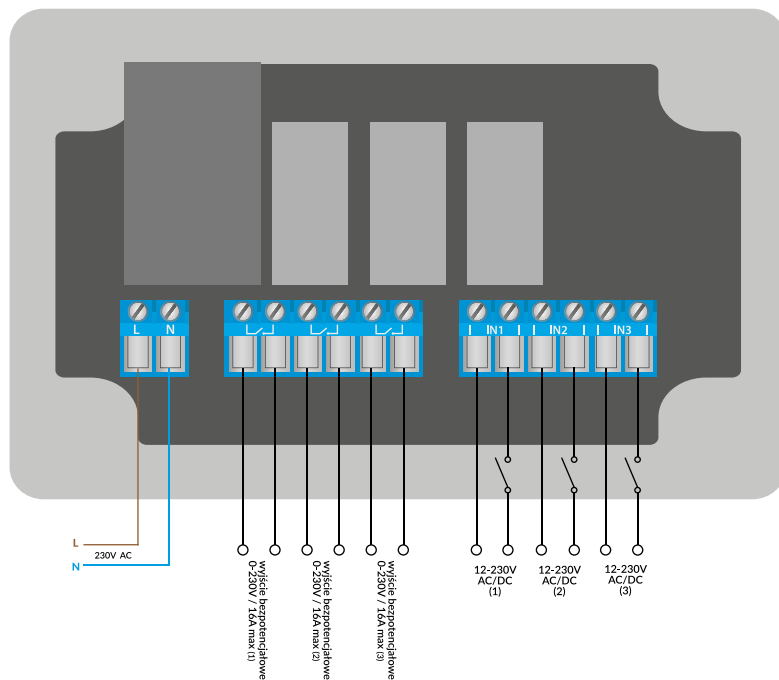 L N
IN1 IN2 IN3
L
230V AC
N
wyjście bezpotencjałowe
0-230V / 16A max (1)
wyjście bezpotencjałowe
0-230V / 16A max (2)
wyjście bezpotencjałowe
0-230V / 16A max (3)
12-230V
AC/DC
(1)
12-230V
AC/DC
(2)
12-230V
AC/DC
(3)